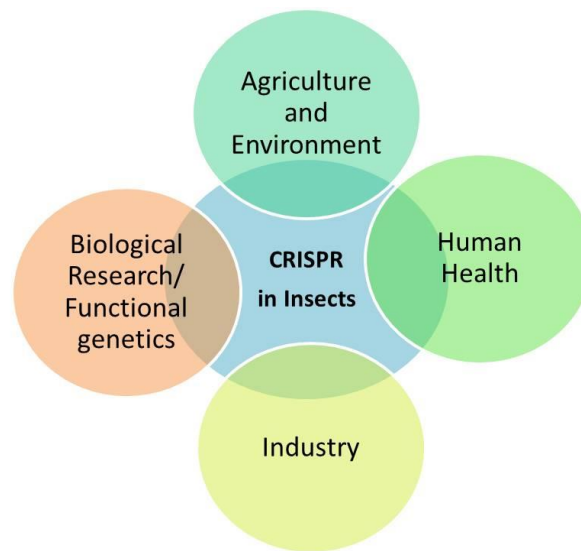 Agriculture
and
Environment
Biological
Research/
Functional
genetics
CRISPR
in Insects
Human
Health
Industry